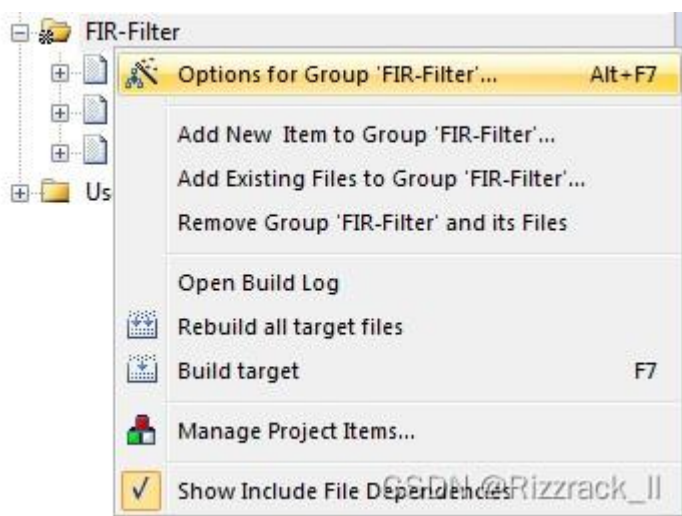 FIR-Filter
Options for Group 'FIR-Filter'... Alt+F7
Add New Item to Group 'FIR-Filter'...
Add Existing Files to Group 'FIR-Filter'...
Us
Remove Group 'FIR-Filter' and its Files
Open Build Log
Rebuild all target files
Build target F7
Manage Project Items...
Show Include File Dependencies
CSDN @Rizzrack_II